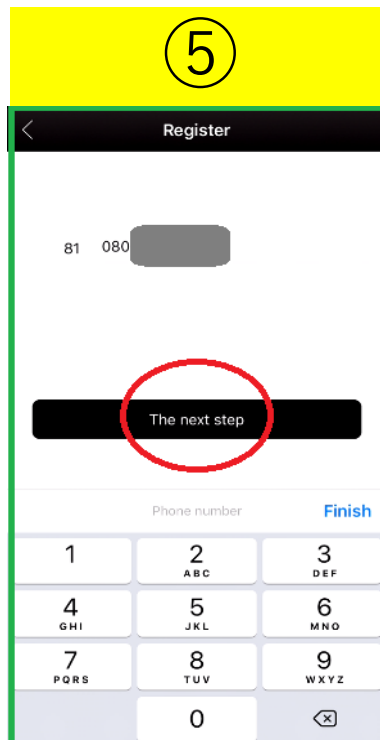 ⑤
Register
81 080
The next step
Phone number Finish
1 2 3
ABC DEF
4 5 6
GHI JKL MNO
7 8 9
PQRS TUV WXYZ
0